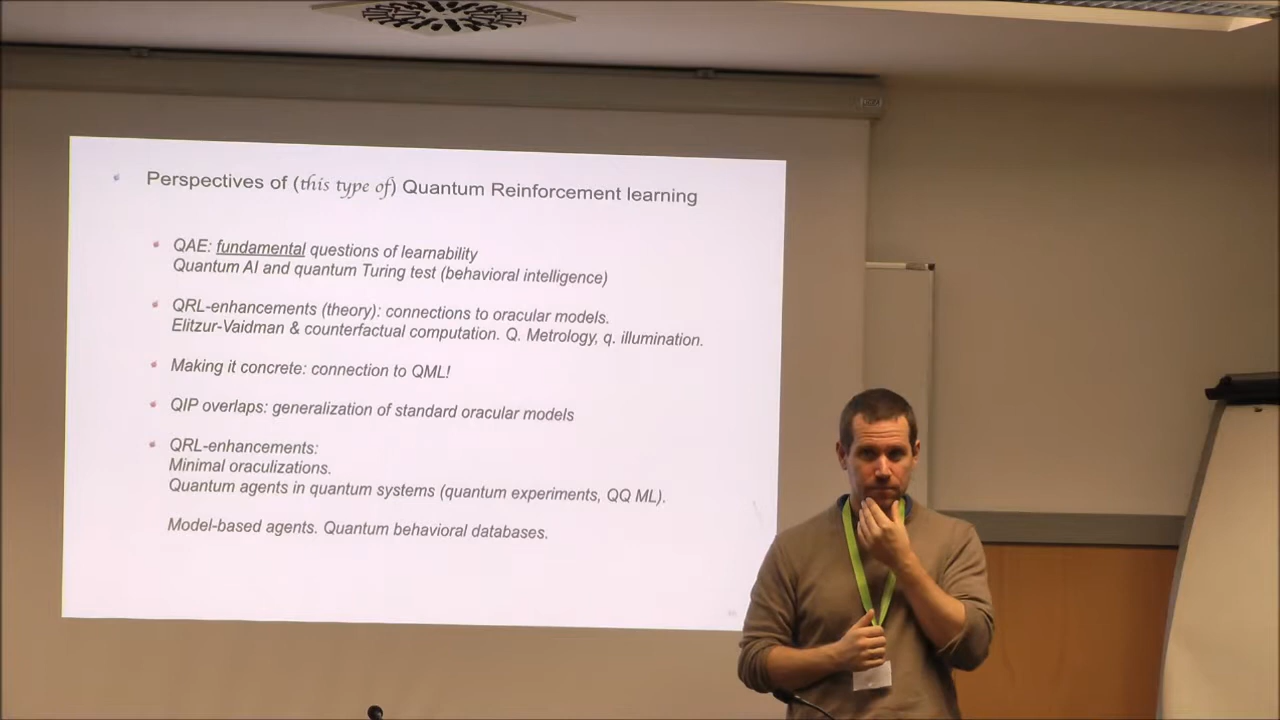 Perspectives of (this type of) Quantum Reinforcement learning
QAE: fundamental questions of learnability
Quantum AI and quantum Turing test (behavioral intelligence)
QRL-enhancements (theory): connections to oracular models.
Elitzur-Vaidman & counterfactual computation. Q. Metrology, q. illumination.
Making it concrete: connection to QML!
QIP overlaps: generalization of standard oracular models
QRL-enhancements:
Minimal oraculizations.
Quantum agents in quantum systems (quantum experiments, QQ ML).
Model-based agents. Quantum behavioral databases.